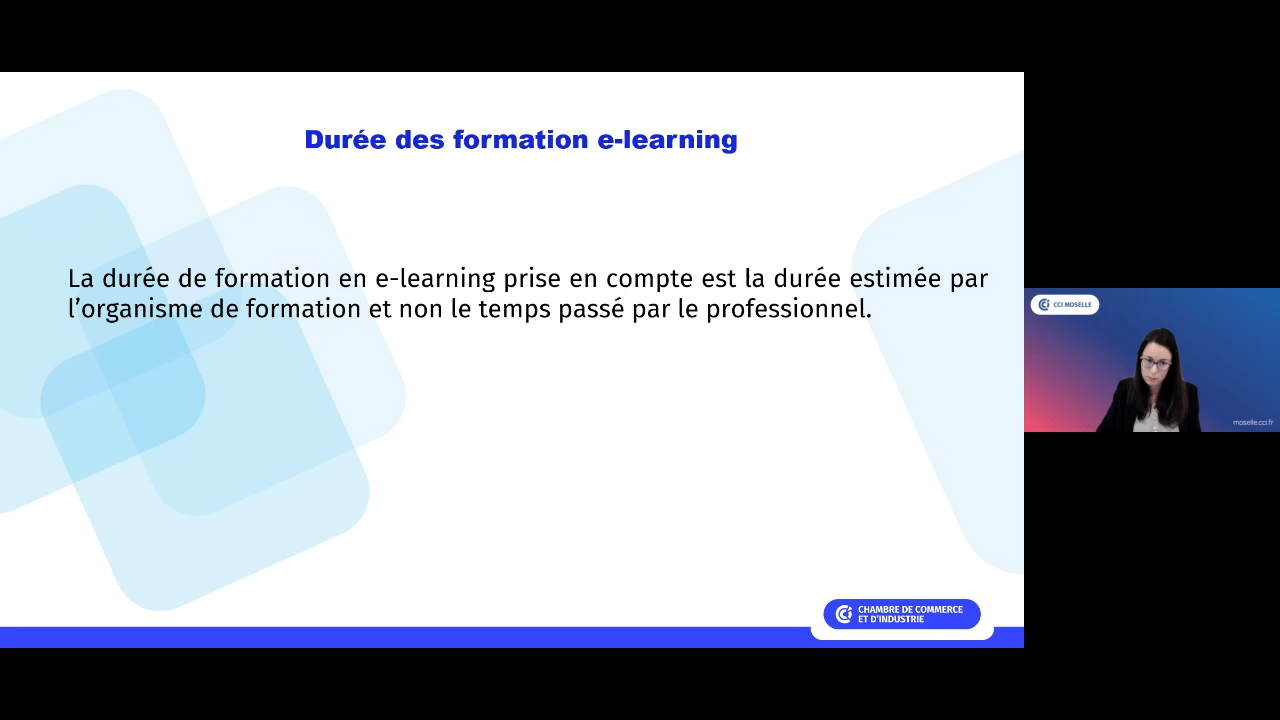 Durée des formation e-learning
La durée de formation en e-learning prise en compte est la durée estimée par
l’organisme de formation et non le temps passé par le professionnel.
CCI MOSELLE
moselle.cci.fr
CHAMBRE DE COMMERCE
ET D’INDUSTRIE